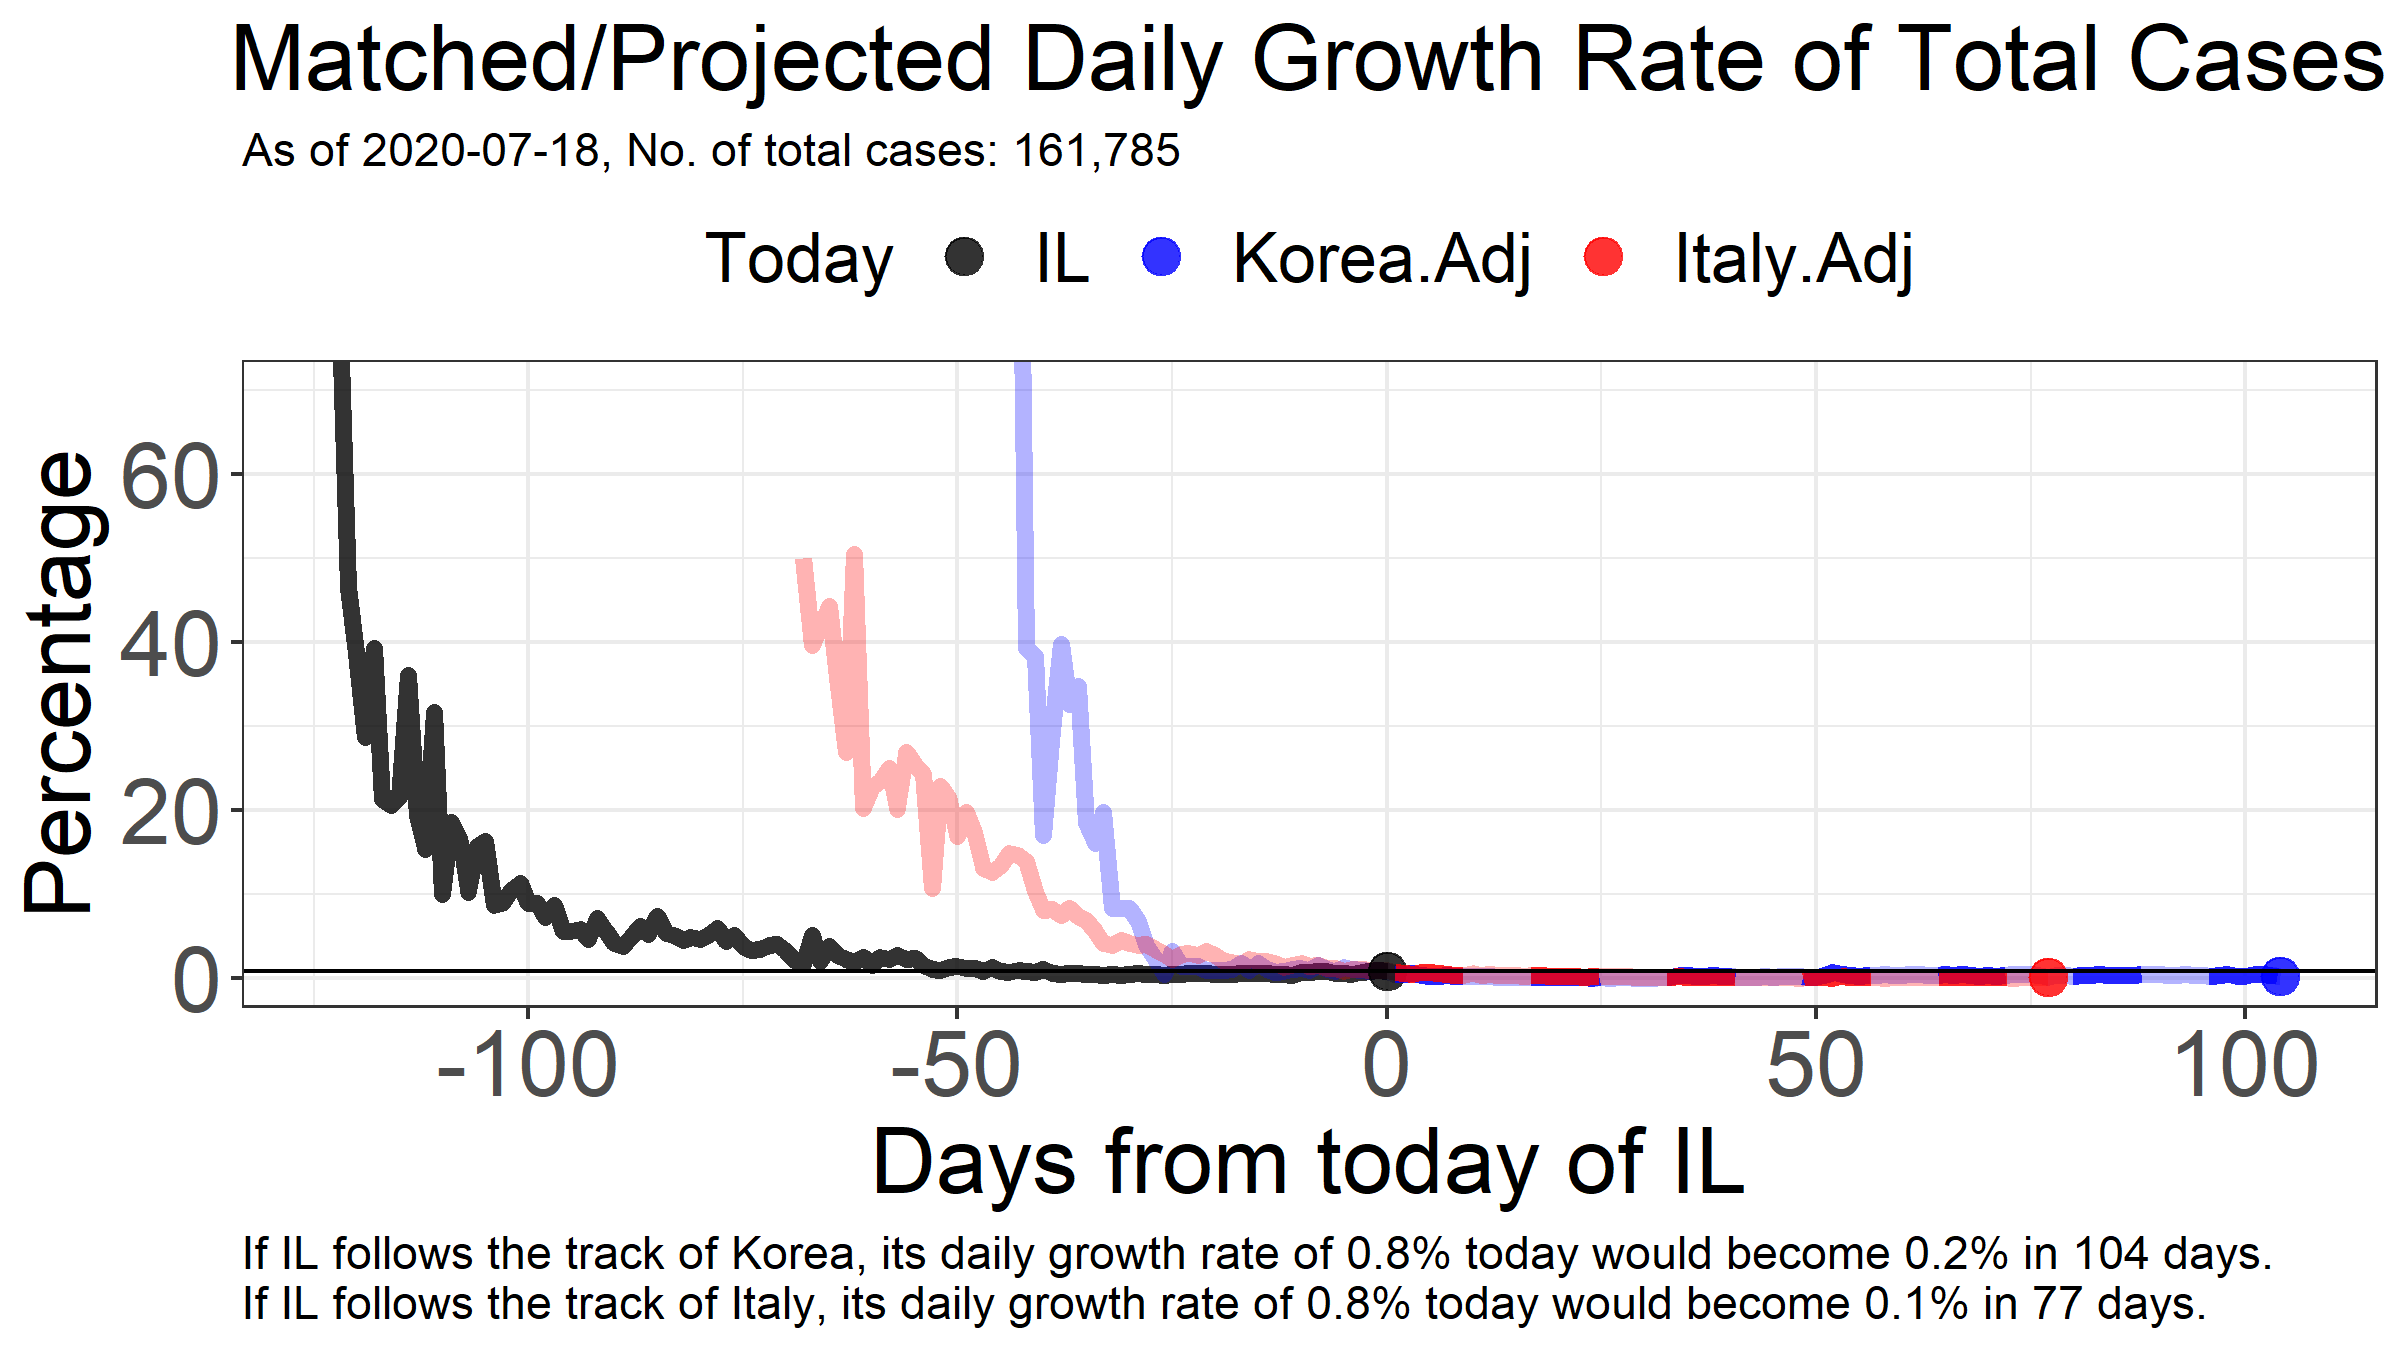 Matched/Projected Daily Growth Rate of Total Cases
As of 2020-07-18, No. of total cases: 161,785
Today IL Korea.Adj Italy.Adj
Percentage
60
40
20
0
-100 -50 0 50 100
Days from today of IL
If IL follows the track of Korea, its daily growth rate of 0.8% today would become 0.2% in 104 days.
If IL follows the track of Italy, its daily growth rate of 0.8% today would become 0.1% in 77 days.